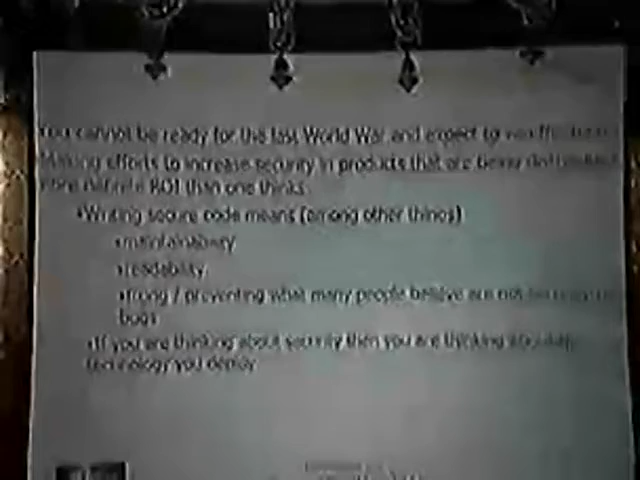 You cannot be ready for the last World War and expect to win the
Making efforts to increase security in products that are being
more definite ROI than one thinks.
•Writing secure code means (among other things)
•maintainability
•readability
•fixing / preventing what many people believe are not
bugs
•If you are thinking about security then you are thinking about
technology you deploy